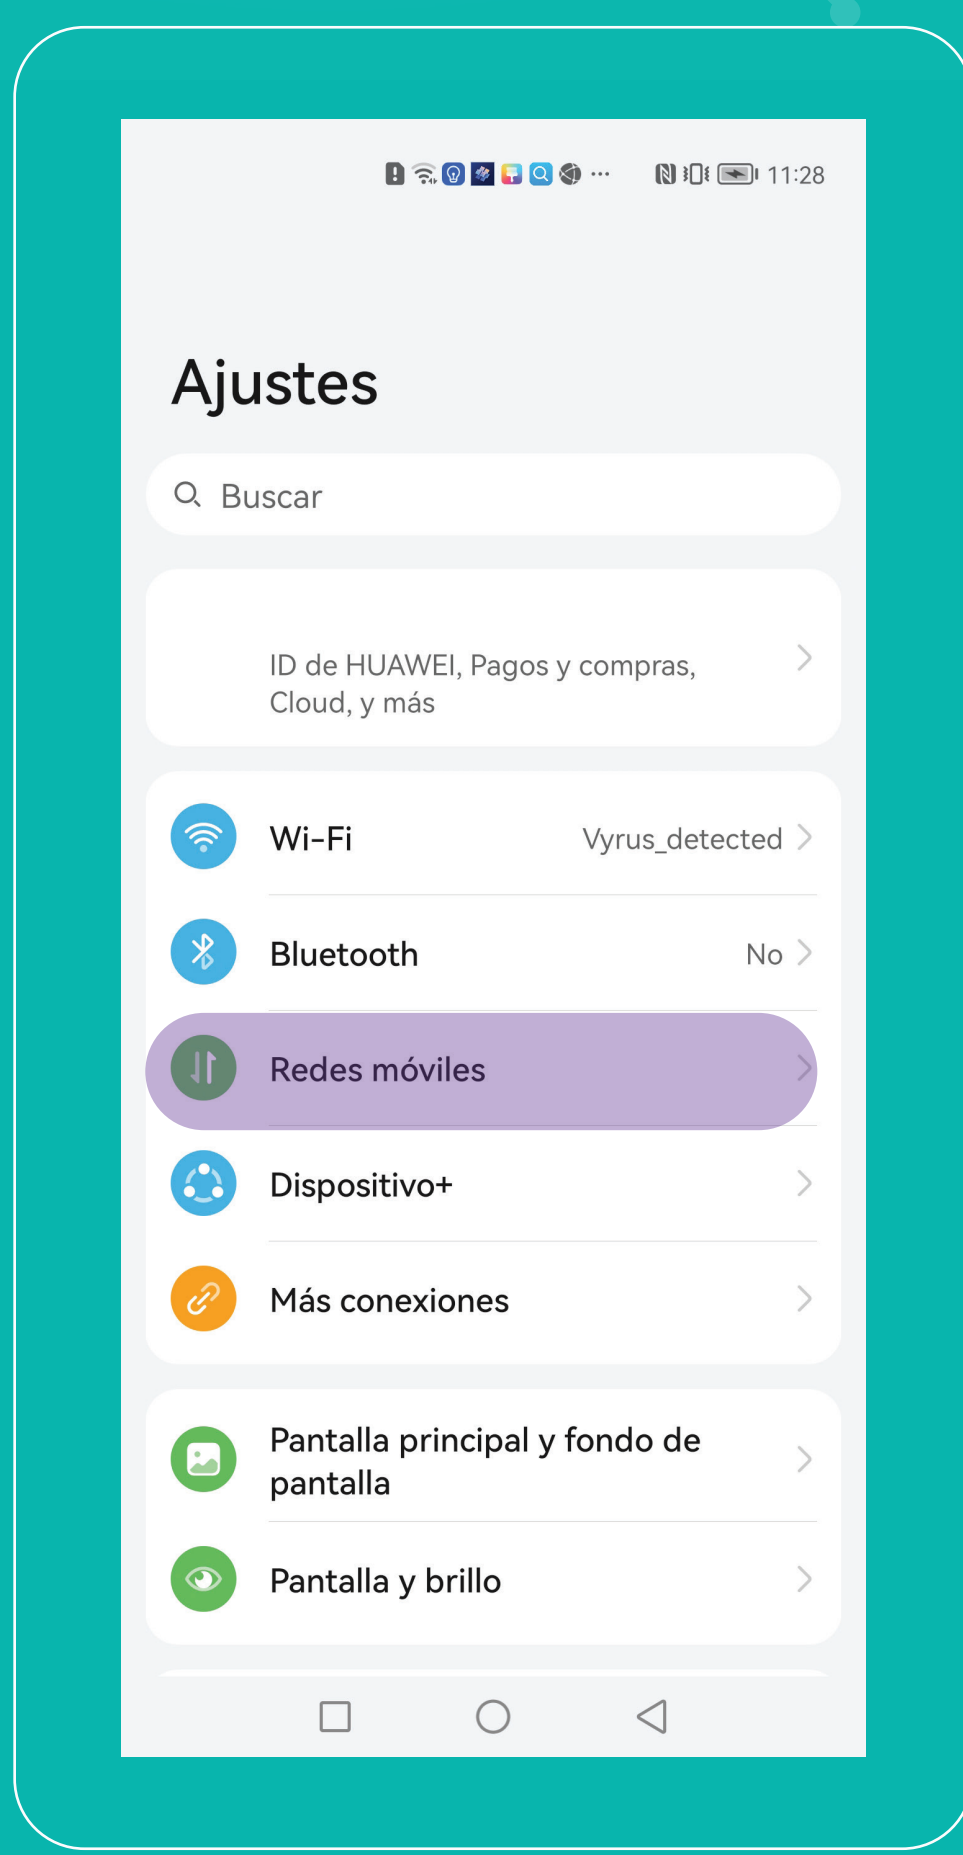 11:28
Ajustes
Buscar
ID de HUAWEI, Pagos y compras,
Cloud, y más
Wi-Fi Vyrus_detected
Bluetooth No
Redes móviles
Dispositivo+
Más conexiones
Pantalla principal y fondo de
pantalla
Pantalla y brillo